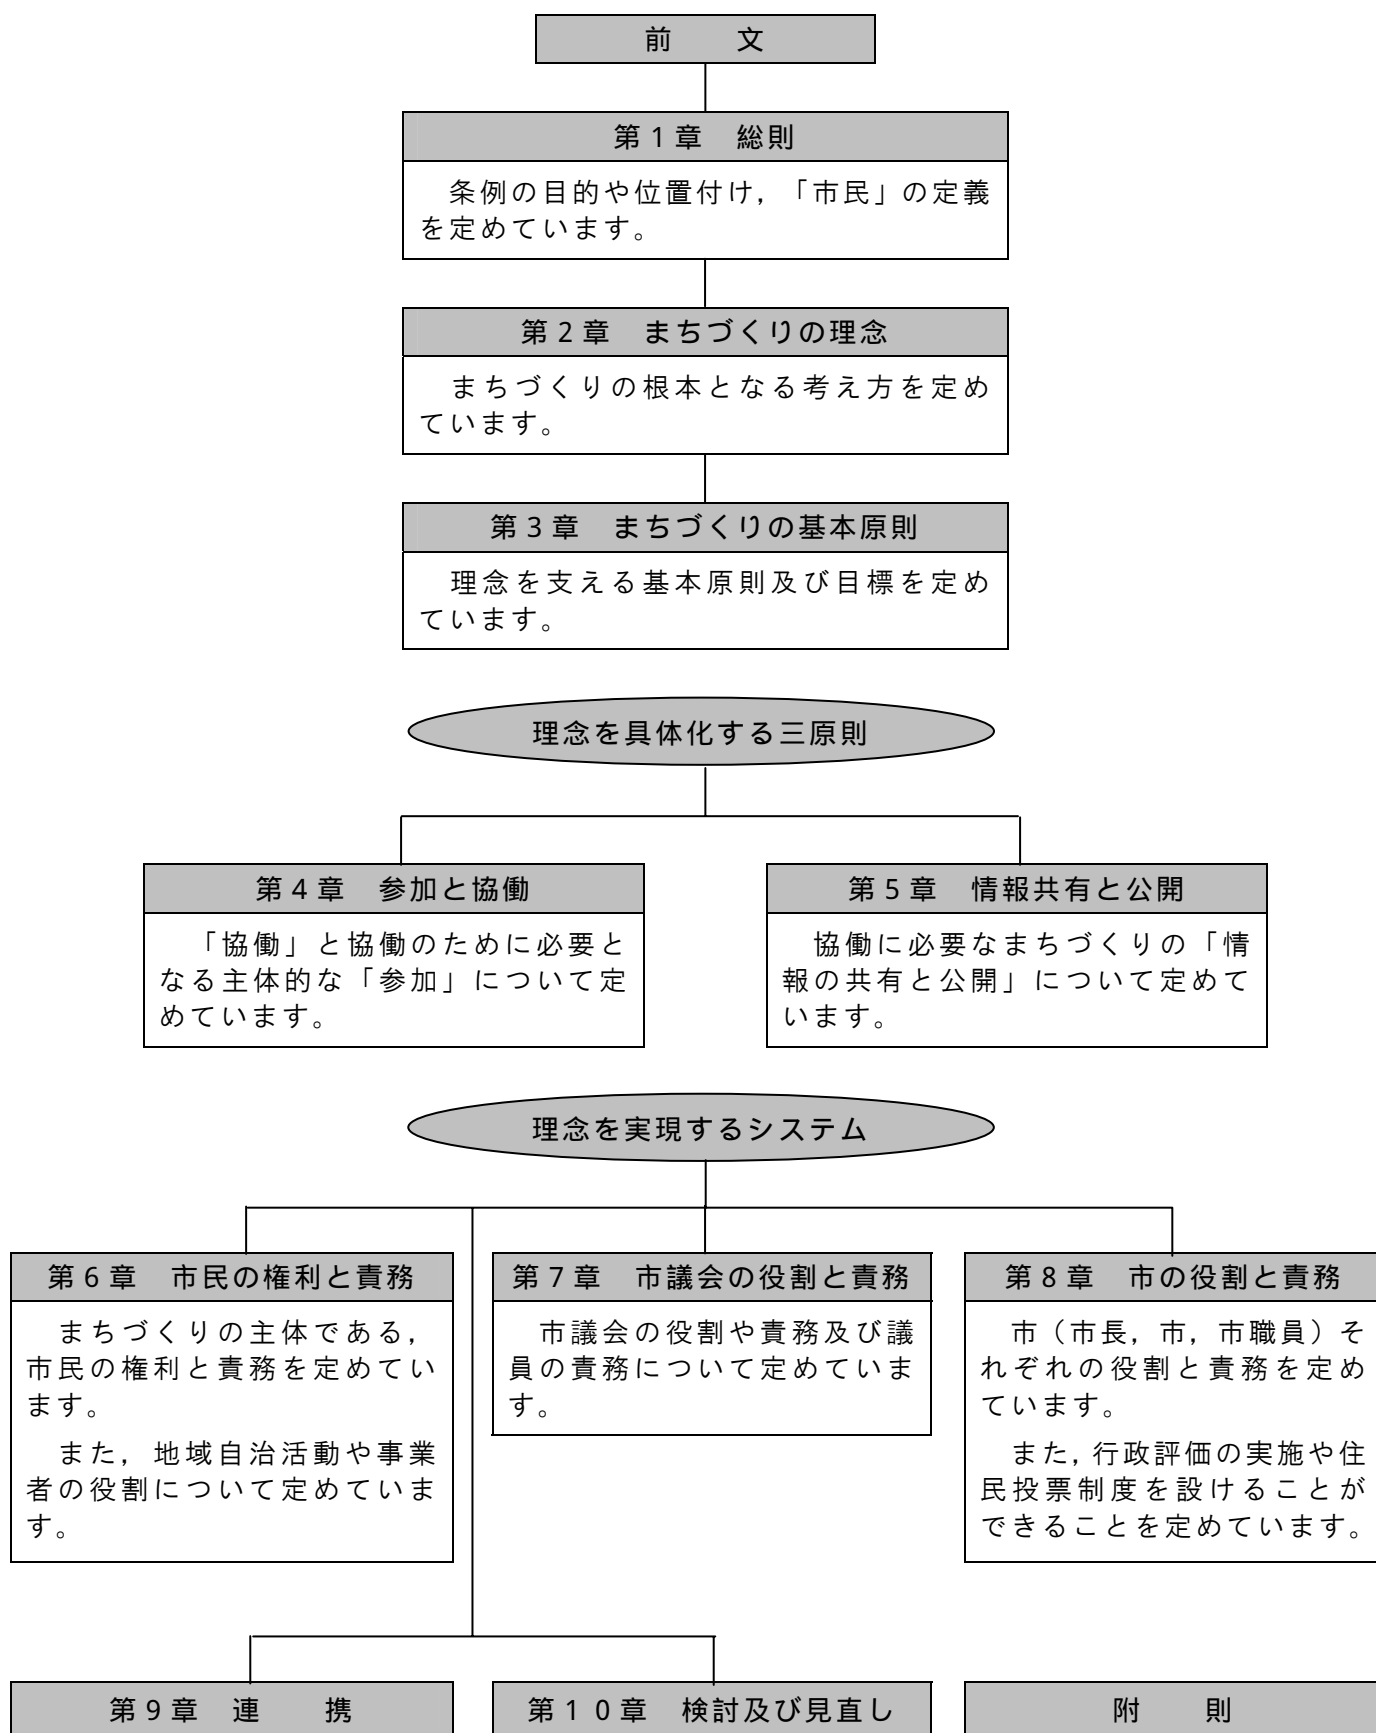 前　　文
第１章　総則
条例の目的や位置付け，「市民」の定義
を定めています。
第２章　まちづくりの理念
まちづくりの根本となる考え方を定め
ています。
第３章　まちづくりの基本原則
理念を支える基本原則及び目標を定め
ています。
理念を具体化する三原則
第４章　参加と協働
「協働」と協働のために必要と
なる主体的な「参加」について定
めています。
第５章　情報共有と公開
協働に必要なまちづくりの「情
報の共有と公開」について定めて
います。
理念を実現するシステム
第６章　市民の権利と責務
まちづくりの主体である，
市民の権利と責務を定めてい
ます。
また，地域自治活動や事業
者の役割について定めていま
す。
第７章　市議会の役割と責務
市議会の役割や責務及び議
員の責務について定めていま
す。
第８章　市の役割と責務
市（市長，市，市職員）そ
れぞれの役割と責務を定め
ています。
また，行政評価の実施や住
民投票制度を設けることが
できることを定めています。
第９章　連　　携
第１０章　検討及び見直し
附　　則